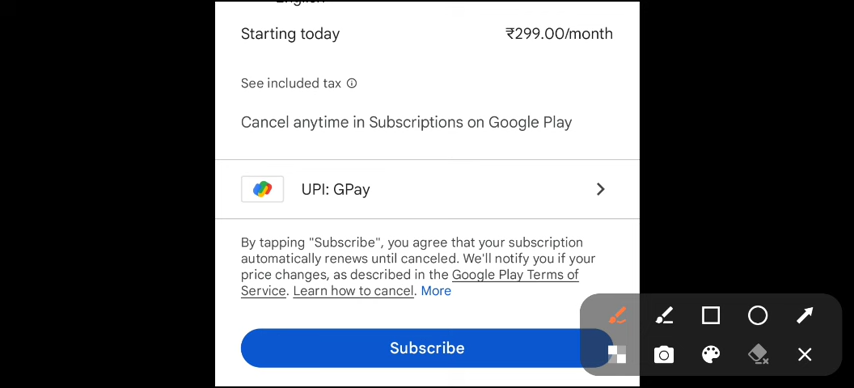 English
Starting today ₹299.00/month
See included tax
Cancel anytime in Subscriptions on Google Play
UPI: GPay
By tapping "Subscribe", you agree that your subscription
automatically renews until canceled. We'll notify you if your
price changes, as described in the Google Play Terms of
Service. Learn how to cancel. More
Subscribe